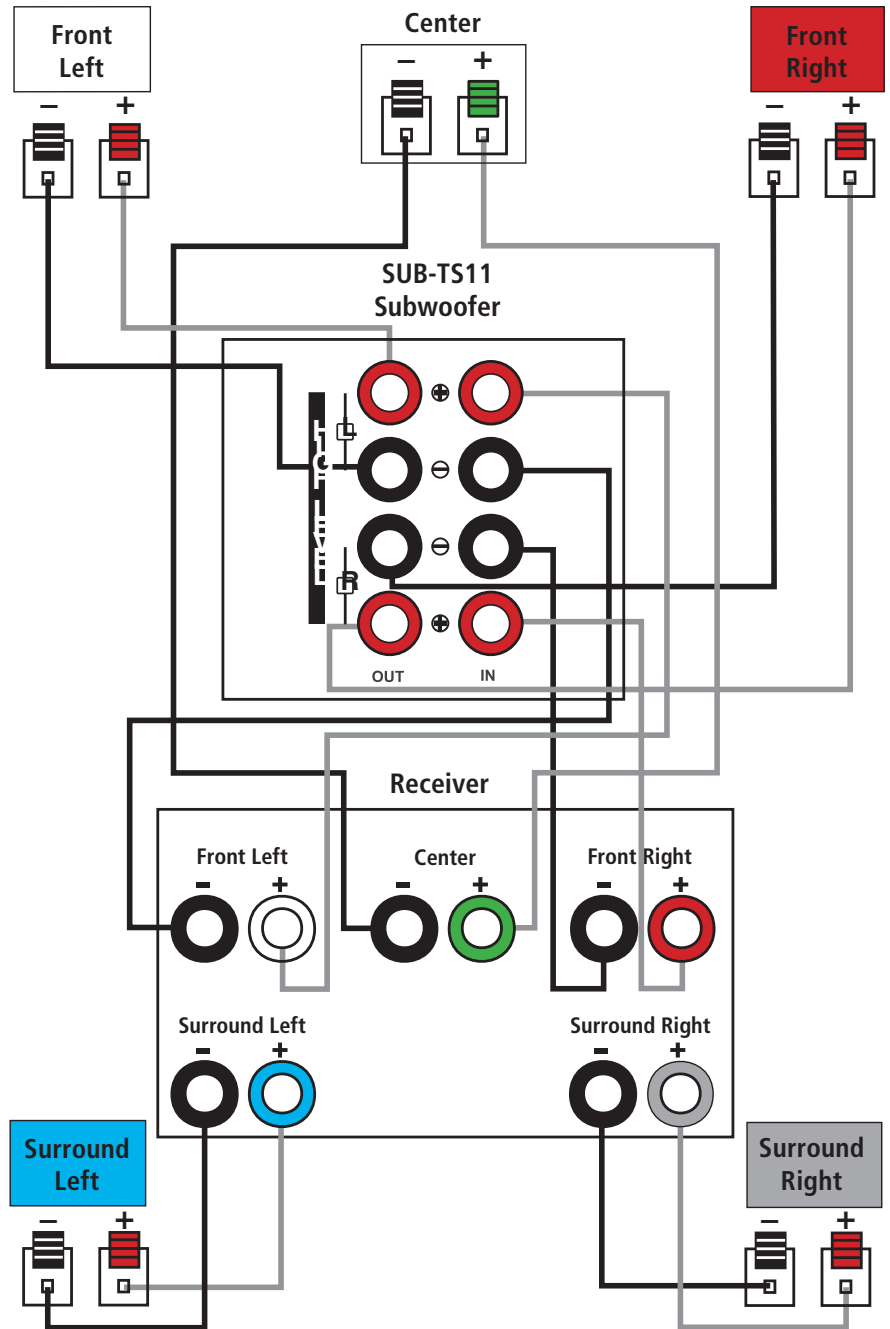 Front
Left
− +
Center
− +
Front
Right
− +
SUB-TS11
Subwoofer
HIGH LEVEL
L
R
⊕
⊖
⊖
⊕
OUT
IN
Receiver
Front Left
- +
Center
- +
Front Right
- +
Surround Left
- +
Surround Right
- +
Surround
Left
− +
Surround
Right
− +